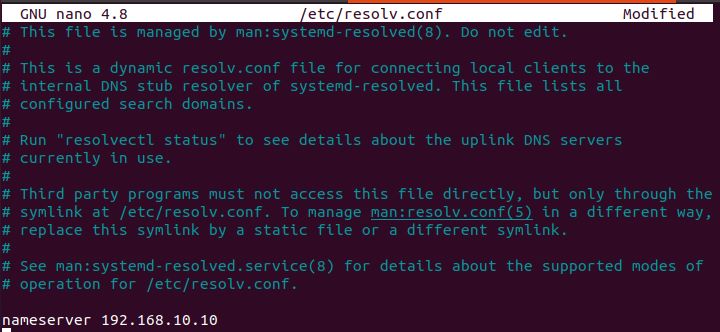 GNU nano 4.8 /etc/resolv.conf Modified
# This file is managed by man:systemd-resolved(8). Do not edit.
#
# This is a dynamic resolv.conf file for connecting local clients to the
# internal DNS stub resolver of systemd-resolved. This file lists all
# configured search domains.
#
# Run "resolvectl status" to see details about the uplink DNS servers
# currently in use.
#
# Third party programs must not access this file directly, but only through the
# symlink at /etc/resolv.conf. To manage man:resolv.conf(5) in a different way,
# replace this symlink by a static file or a different symlink.
#
# See man:systemd-resolved.service(8) for details about the supported modes of
# operation for /etc/resolv.conf.
nameserver 192.168.10.10